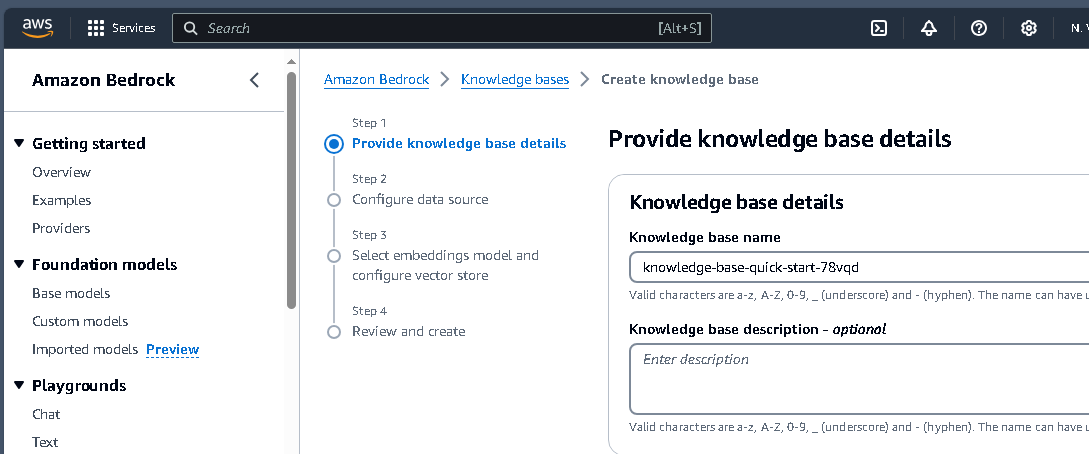 aws
Services
Search
[Alt+S]
N. V
Amazon Bedrock
Getting started
Overview
Examples
Providers
Foundation models
Base models
Custom models
Imported models Preview
Playgrounds
Chat
Text
Amazon Bedrock > Knowledge bases > Create knowledge base
Step 1
Provide knowledge base details
Step 2
Configure data source
Step 3
Select embeddings model and
configure vector store
Step 4
Review and create
Provide knowledge base details
Knowledge base details
Knowledge base name
knowledge-base-quick-start-78vqd
Valid characters are a-z, A-Z, 0-9, _ (underscore) and - (hyphen). The name can have
Knowledge base description - optional
Enter description
Valid characters are a-z, A-Z, 0-9, _ (underscore) and - (hyphen). The name can have